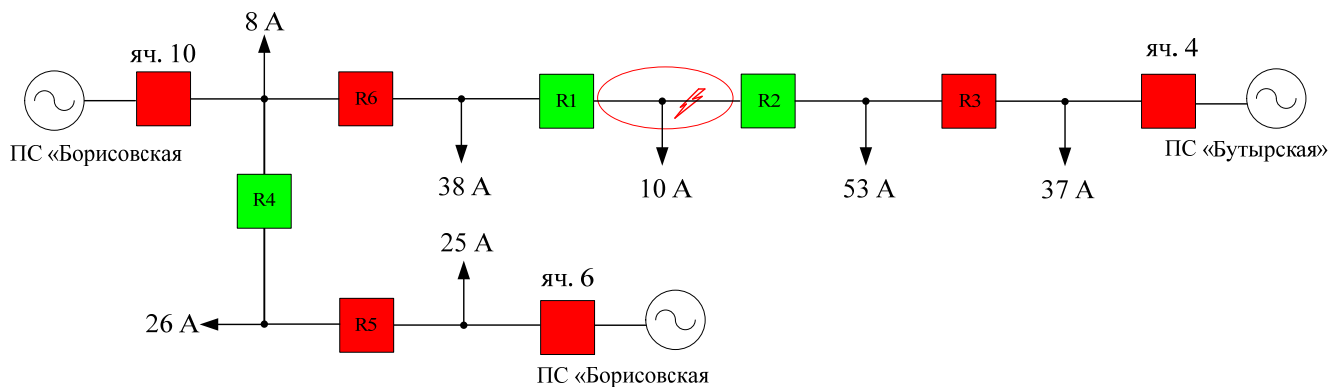 8 А
яч. 10
яч. 4
R6
R1
R2
R3
ПС «Борисовская
ПС «Бутырская»
38 А
10 А
53 А
37 А
R4
25 А
яч. 6
26 А
R5
ПС «Борисовская